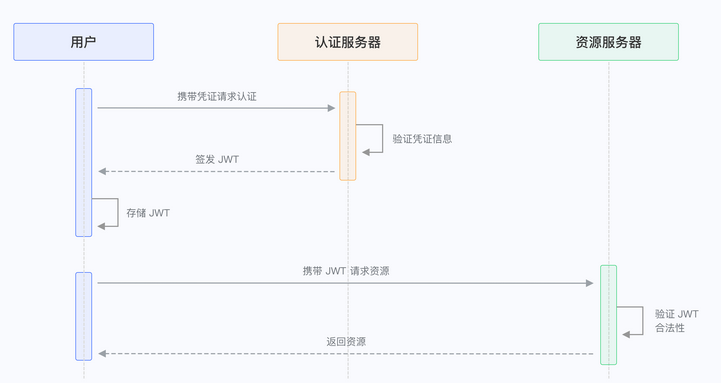 用户
认证服务器
资源服务器
携带凭证请求认证
验证凭证信息
签发 JWT
存储 JWT
携带 JWT 请求资源
验证 JWT
合法性
返回资源